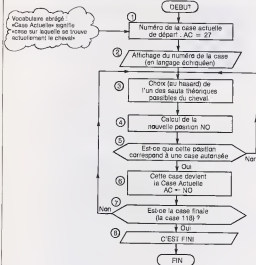 Vocabulaire abrégé :
«Case Actuelle» signifie
«case sur laquelle se trouve
actuellement le cheval»
DEBUT
1
Numéro de la case actuelle
de départ. AC = 27
2
Affichage du numéro de la case
(en langage échiquéen)
3
Choix (au hasard) de
l'un des sauts théoriques
possibles du cheval.
4
Calcul de la
nouvelle position NO
5
Est-ce que cette position
correspond à une case autorisée
Non
Oui
6
Cette case devient
la Case Actuelle
AC ← NO
7
Non
Est-ce la case finale
(la case 118) ?
Oui
8
C'EST FINI
FIN